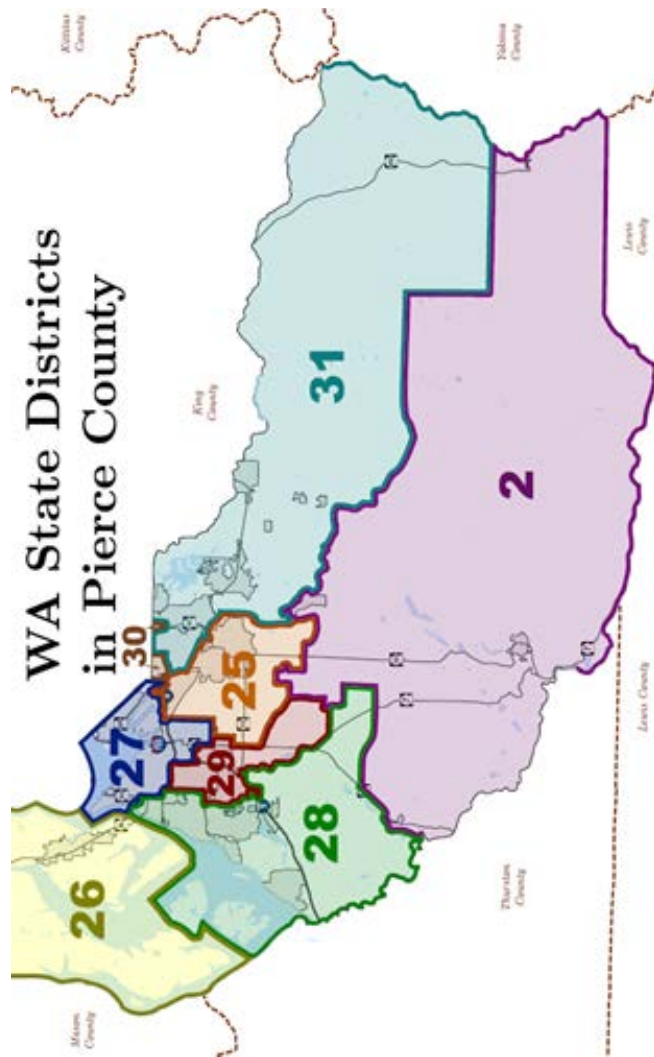 WA State Districts
in Pierce County
Kittitas
County
Yakima
County
King
County
Lewis
County
Lewis County
Thurston
County
Mason
County
31
2
30
25
27
29
28
26